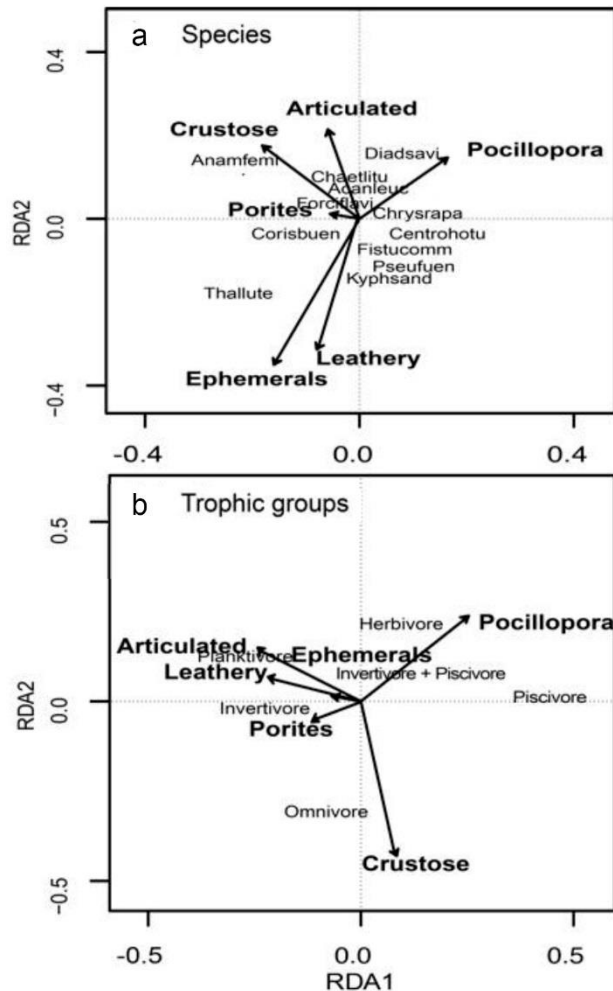 a Species
0.4
Articulated
Crustose
Diadsavi
Pocillopora
Anamfemi
Chaetlitu
Acanleuc
Forciflavi
Porites
Chrysrapa
RDA2
0.0
Corisbuen
Centrohotu
Fistucomm
Pseufuen
Kyphsand
Thallute
Leathery
Ephemerals
-0.4
-0.4 0.0 0.4
b Trophic groups
0.5
Herbivore
Pocillopora
Articulated
Planktivore
Ephemerals
Leathery
Invertivore + Piscivore
Piscivore
RDA2
0.0
Invertivore
Porites
Omnivore
Crustose
-0.5
-0.5 0.0 0.5
RDA1